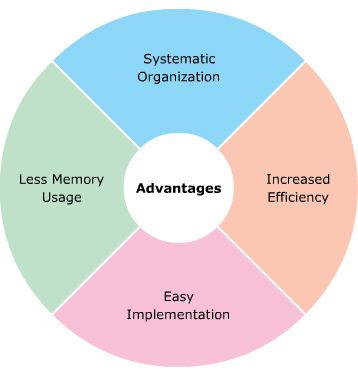 Systematic
Organization
Less Memory
Usage
Advantages
Increased
Efficiency
Easy
Implementation